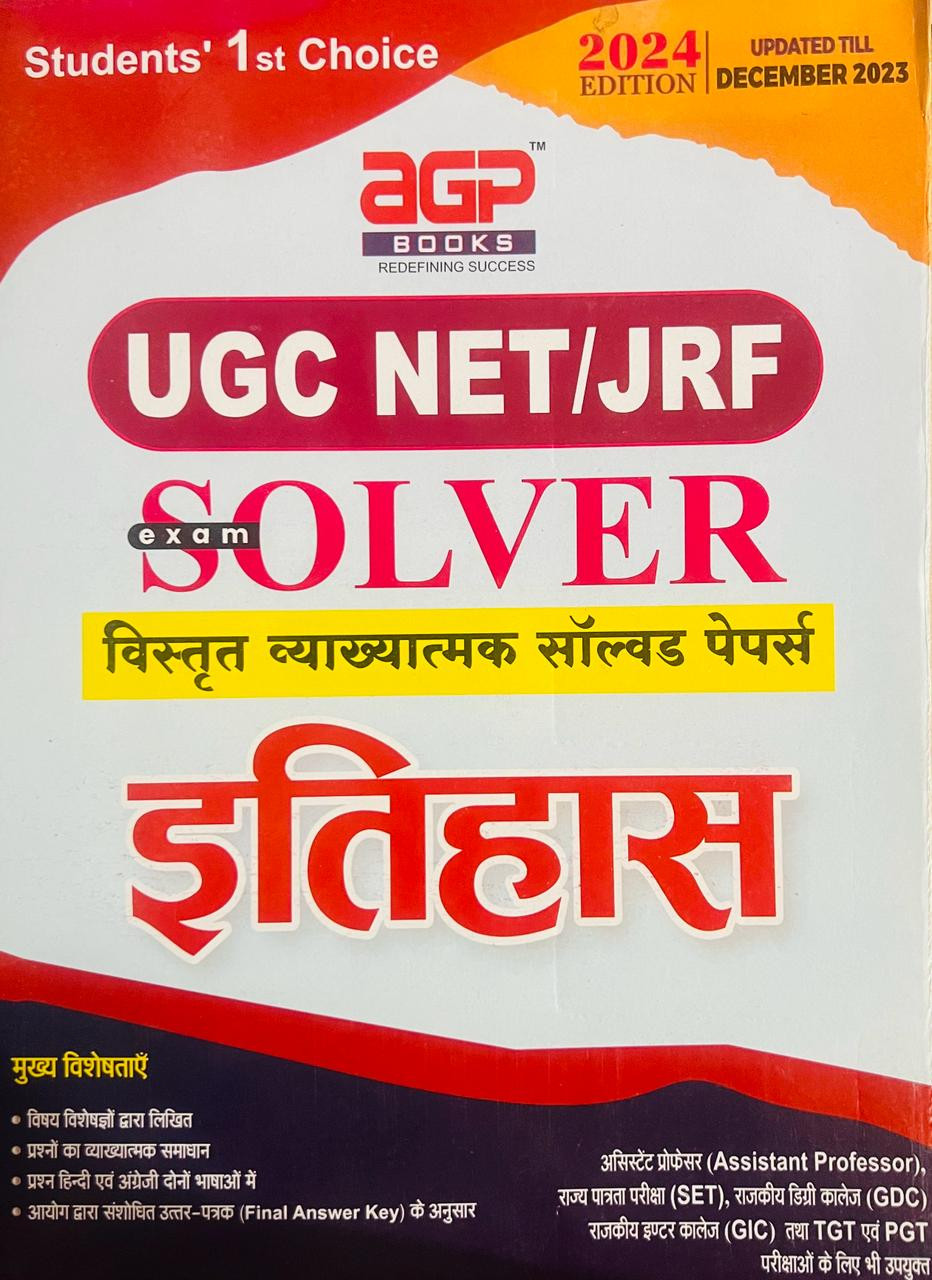 Students' 1st Choice
2024
EDITION
UPDATED TILL
DECEMBER 2023
aGP™
BOOKS
REDEFINING SUCCESS
UGC NET/JRF
exam
SOLVER
विस्तृत व्याख्यात्मक सॉल्वड पेपर्स
इतिहास
मुख्य विशेषताएँ
• विषय विशेषज्ञों द्वारा लिखित
• प्रश्नों का व्याख्यात्मक समाधान
• प्रश्न हिन्दी एवं अंग्रेजी दोनों भाषाओं में
• आयोग द्वारा संशोधित उत्तर-पत्रक (Final Answer Key) के अनुसार
असिस्टेंट प्रोफेसर (Assistant Professor),
राज्य पात्रता परीक्षा (SET), राजकीय डिग्री कालेज (GDC)
राजकीय इण्टर कालेज (GIC) तथा TGT एवं PGT
परीक्षाओं के लिए भी उपयुक्त